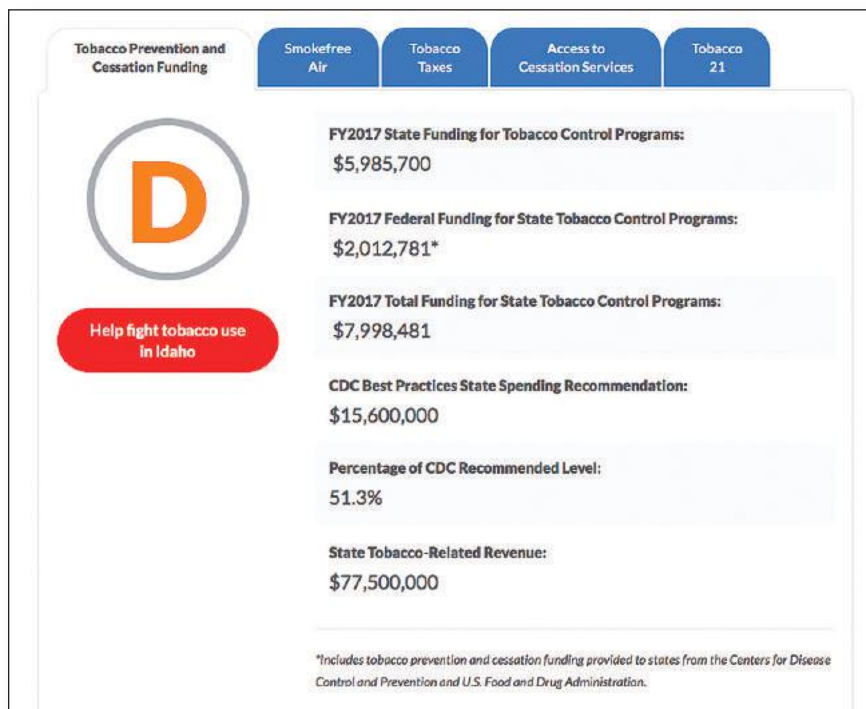 Tobacco Prevention and
Cessation Funding
Smokefree
Air
Tobacco
Taxes
Access to
Cessation Services
Tobacco
21
D
Help fight tobacco use
in Idaho
FY2017 State Funding for Tobacco Control Programs:
$5,985,700
FY2017 Federal Funding for State Tobacco Control Programs:
$2,012,781*
FY2017 Total Funding for State Tobacco Control Programs:
$7,998,481
CDC Best Practices State Spending Recommendation:
$15,600,000
Percentage of CDC Recommended Level:
51.3%
State Tobacco-Related Revenue:
$77,500,000
*Includes tobacco prevention and cessation funding provided to states from the Centers for Disease
Control and Prevention and U.S. Food and Drug Administration.